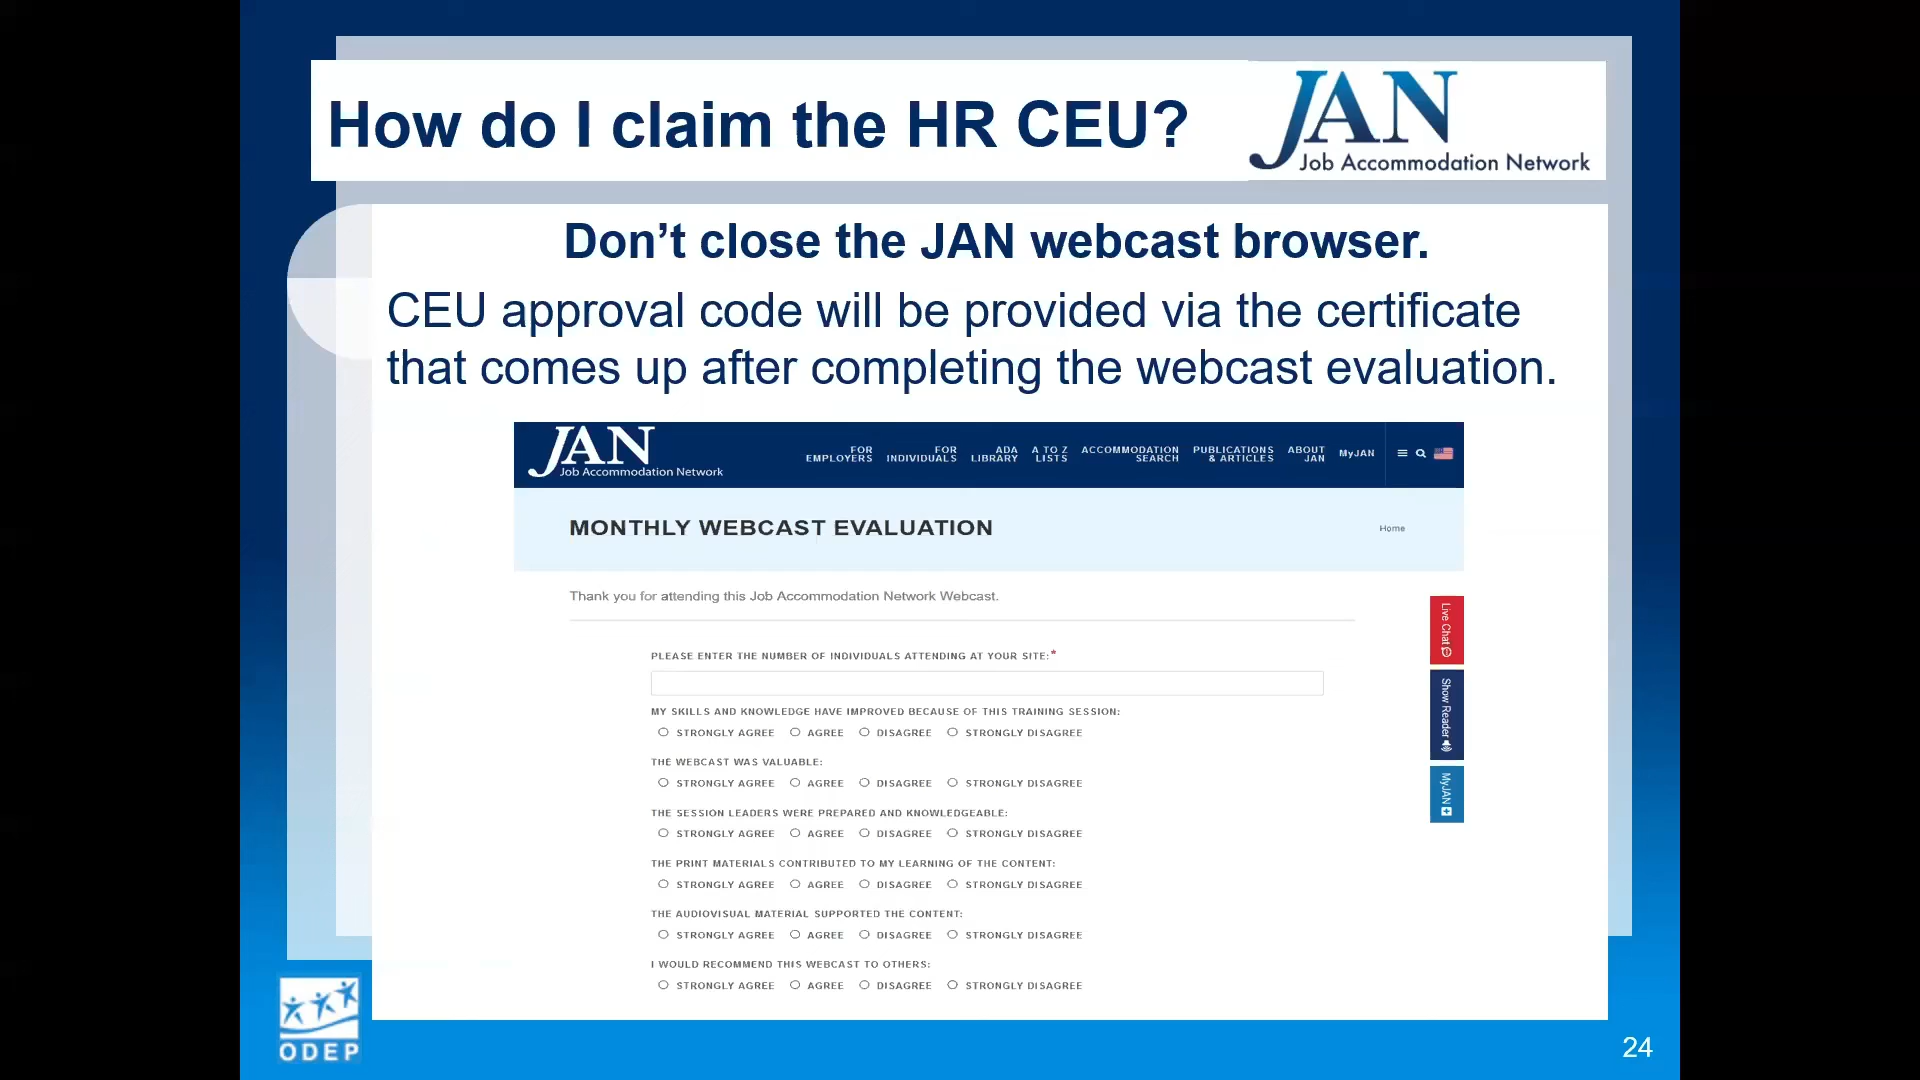 How do I claim the HR CEU?
JAN
Job Accommodation Network
Don’t close the JAN webcast browser.
CEU approval code will be provided via the certificate
that comes up after completing the webcast evaluation.
JAN
Job Accommodation Network
FOR EMPLOYERS
FOR INDIVIDUALS
ADA LIBRARY
A TO Z LISTS
ACCOMMODATION SEARCH
PUBLICATIONS & ARTICLES
ABOUT JAN
MyJAN
MONTHLY WEBCAST EVALUATION
Home
Thank you for attending this Job Accommodation Network Webcast.
PLEASE ENTER THE NUMBER OF INDIVIDUALS ATTENDING AT YOUR SITE:*
MY SKILLS AND KNOWLEDGE HAVE IMPROVED BECAUSE OF THIS TRAINING SESSION:
STRONGLY AGREE AGREE DISAGREE STRONGLY DISAGREE
THE WEBCAST WAS VALUABLE:
STRONGLY AGREE AGREE DISAGREE STRONGLY DISAGREE
THE SESSION LEADERS WERE PREPARED AND KNOWLEDGEABLE:
STRONGLY AGREE AGREE DISAGREE STRONGLY DISAGREE
THE PRINT MATERIALS CONTRIBUTED TO MY LEARNING OF THE CONTENT:
STRONGLY AGREE AGREE DISAGREE STRONGLY DISAGREE
THE AUDIOVISUAL MATERIAL SUPPORTED THE CONTENT:
STRONGLY AGREE AGREE DISAGREE STRONGLY DISAGREE
I WOULD RECOMMEND THIS WEBCAST TO OTHERS:
STRONGLY AGREE AGREE DISAGREE STRONGLY DISAGREE
Live Chat
Show Reader
MyJAN
ODEP
24